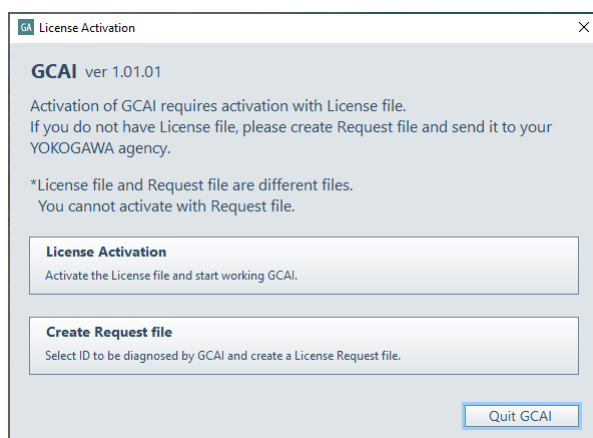 GA License Activation
GCAI ver 1.01.01
Activation of GCAI requires activation with License file.
If you do not have License file, please create Request file and send it to your
YOKOGAWA agency.
*License file and Request file are different files.
You cannot activate with Request file.
License Activation
Activate the License file and start working GCAI.
Create Request file
Select ID to be diagnosed by GCAI and create a License Request file.
Quit GCAI